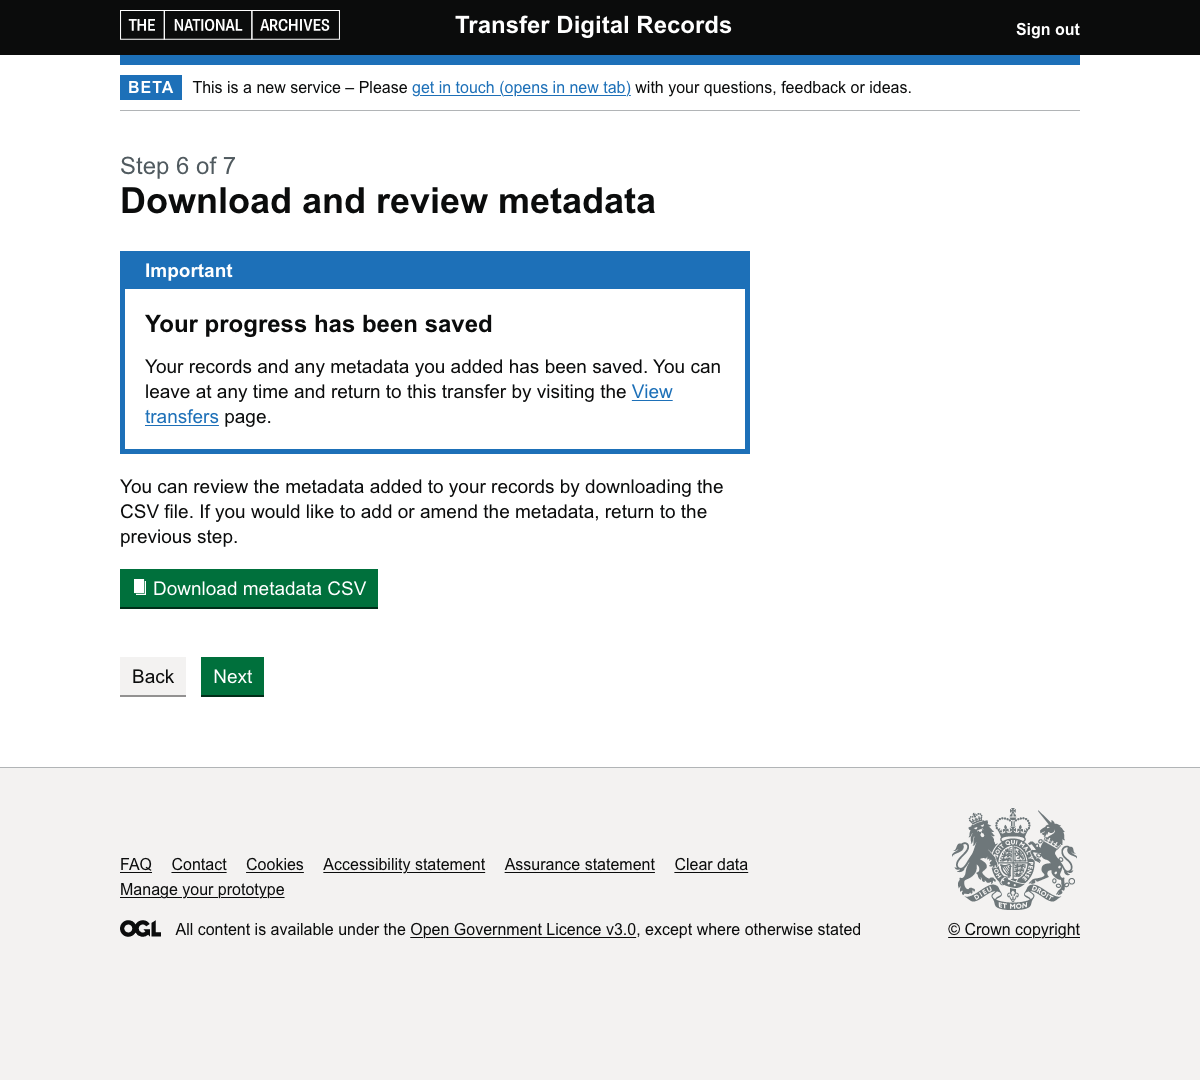 THE NATIONAL ARCHIVES
Transfer Digital Records
Sign out
BETA This is a new service – Please get in touch (opens in new tab) with your questions, feedback or ideas.
Step 6 of 7
Download and review metadata
Important
Your progress has been saved
Your records and any metadata you added has been saved. You can
leave at any time and return to this transfer by visiting the View
transfers page.
You can review the metadata added to your records by downloading the
CSV file. If you would like to add or amend the metadata, return to the
previous step.
Download metadata CSV
Back Next
FAQ Contact Cookies Accessibility statement Assurance statement Clear data
Manage your prototype
DIEU ET MON DROIT
OGL All content is available under the Open Government Licence v3.0, except where otherwise stated
© Crown copyright